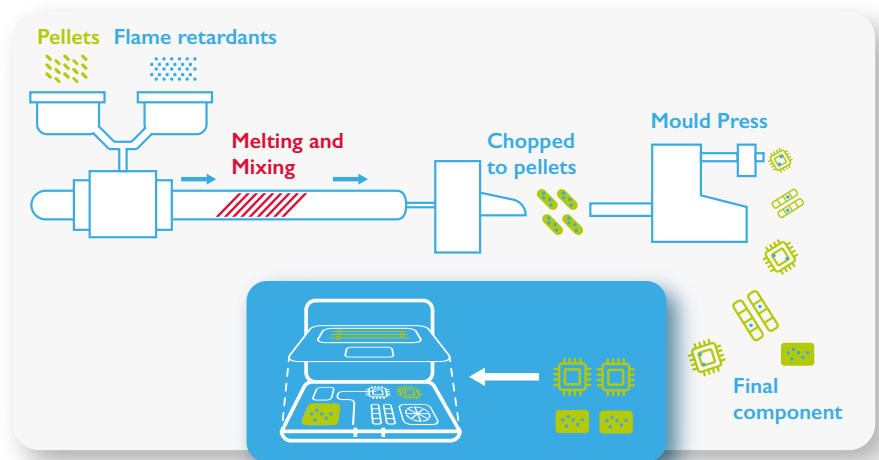 Pellets
Flame retardants
Melting and
Mixing
Chopped
to pellets
Mould Press
Final
component